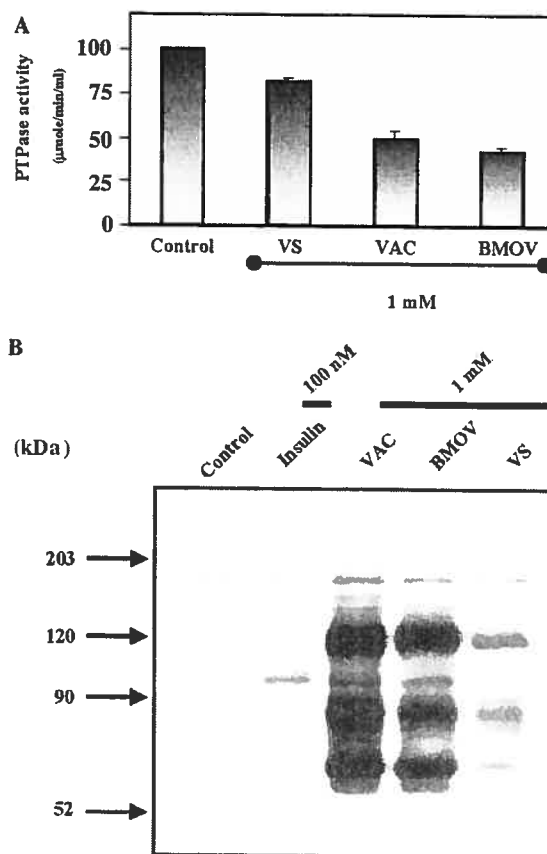 A
PTPase activity
(µmole/min/ml)
100
75
50
25
0
Control VS VAC BMOV
1 mM
B
100 nM 1 mM
(kDa) Control Insulin VAC BMOV VS
203
120
90
52